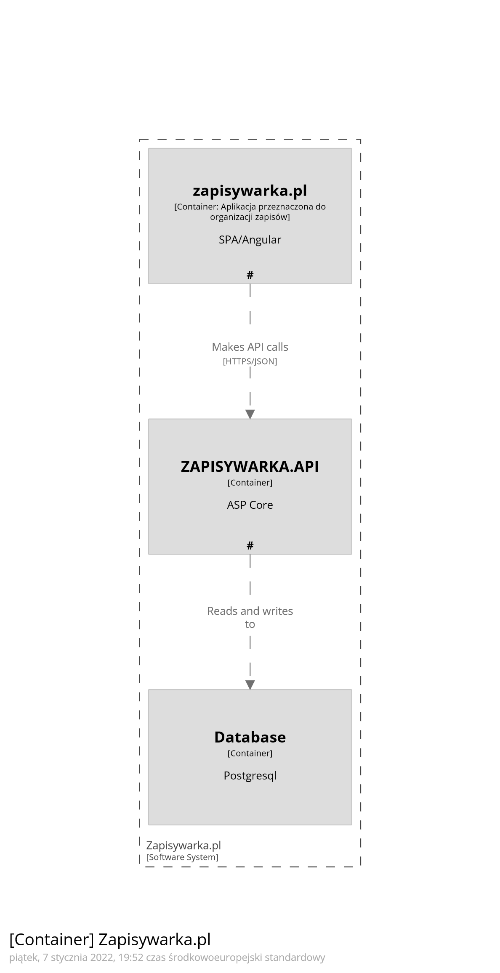 zapisywarka.pl
[Container: Aplikacja przeznaczona do
organizacji zapisów]
SPA/Angular
#
Makes API calls
[HTTPS/JSON]
ZAPISYWARKA.API
[Container]
ASP Core
#
Reads and writes
to
Database
[Container]
Postgresql
Zapisywarka.pl
[Software System]
[Container] Zapisywarka.pl
piątek, 7 stycznia 2022, 19:52 czas środkowoeuropejski standardowy